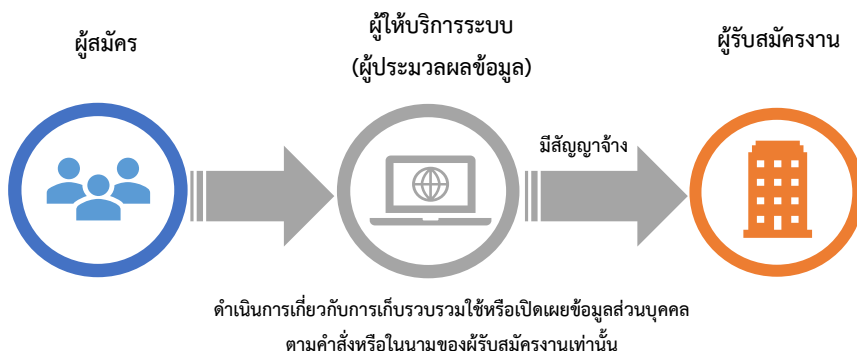 ผู้สมัคร
ผู้ให้บริการระบบ
(ผู้ประมวลผลข้อมูล)
ผู้รับสมัครงาน
มีสัญญาจ้าง
ดำเนินการเกี่ยวกับการเก็บรวบรวมใช้หรือเปิดเผยข้อมูลส่วนบุคคล
ตามคำสั่งหรือในนามของผู้รับสมัครงานเท่านั้น